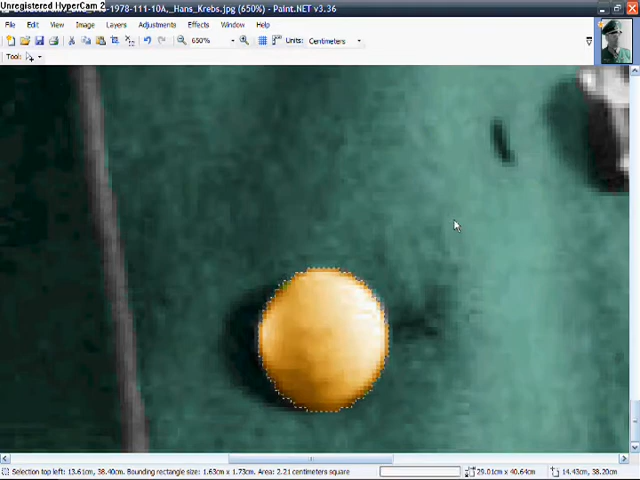 Unregistered HyperCam 2
-1978-111-10A,_Hans_Krebs.jpg (650%) - Paint.NET v3.36
File Edit View Image Layers Adjustments Effects Window Help
650% Units: Centimeters
Tool:
Selection top left: 13.61cm, 38.40cm. Bounding rectangle size: 1.63cm x 1.73cm. Area: 2.21 centimeters square
29.01cm x 40.64cm
14.43cm, 38.20cm